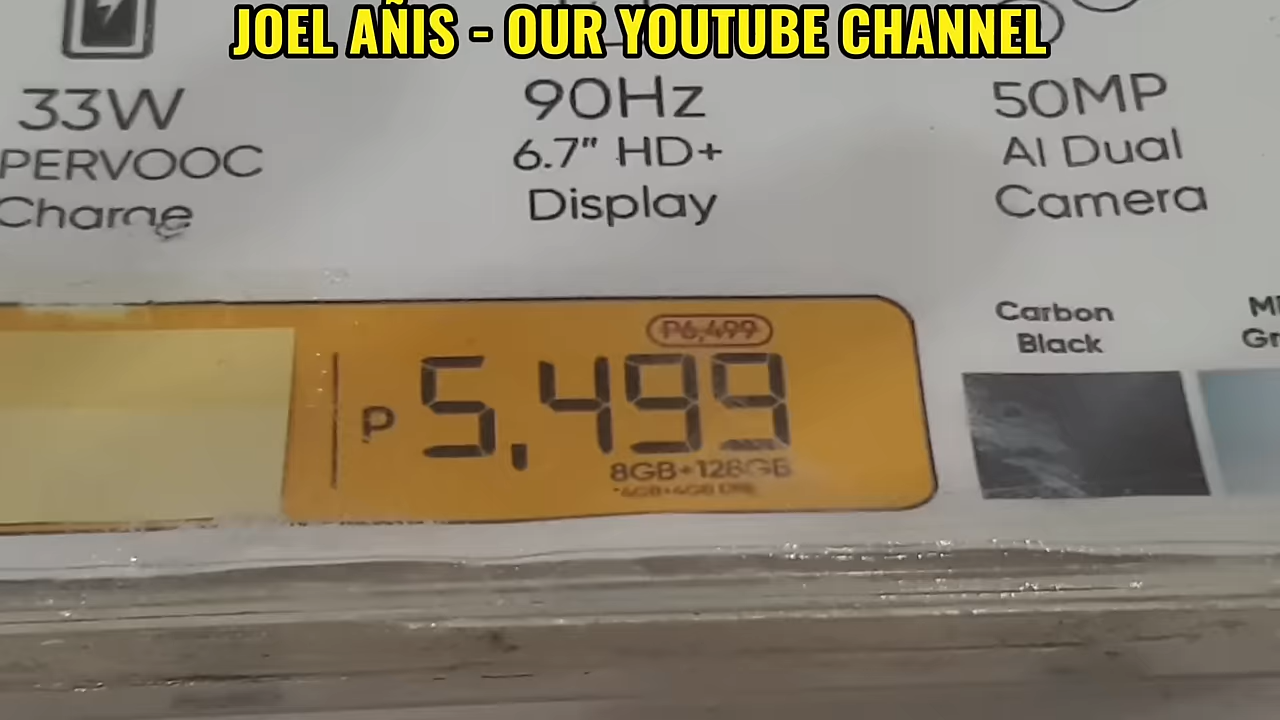 JOEL AÑIS - OUR YOUTUBE CHANNEL
33W
PERVOOC
Charge
90Hz
6.7" HD+
Display
50MP
AI Dual
Camera
₱6,499
₱ 5,499
8GB+128GB
Carbon
Black